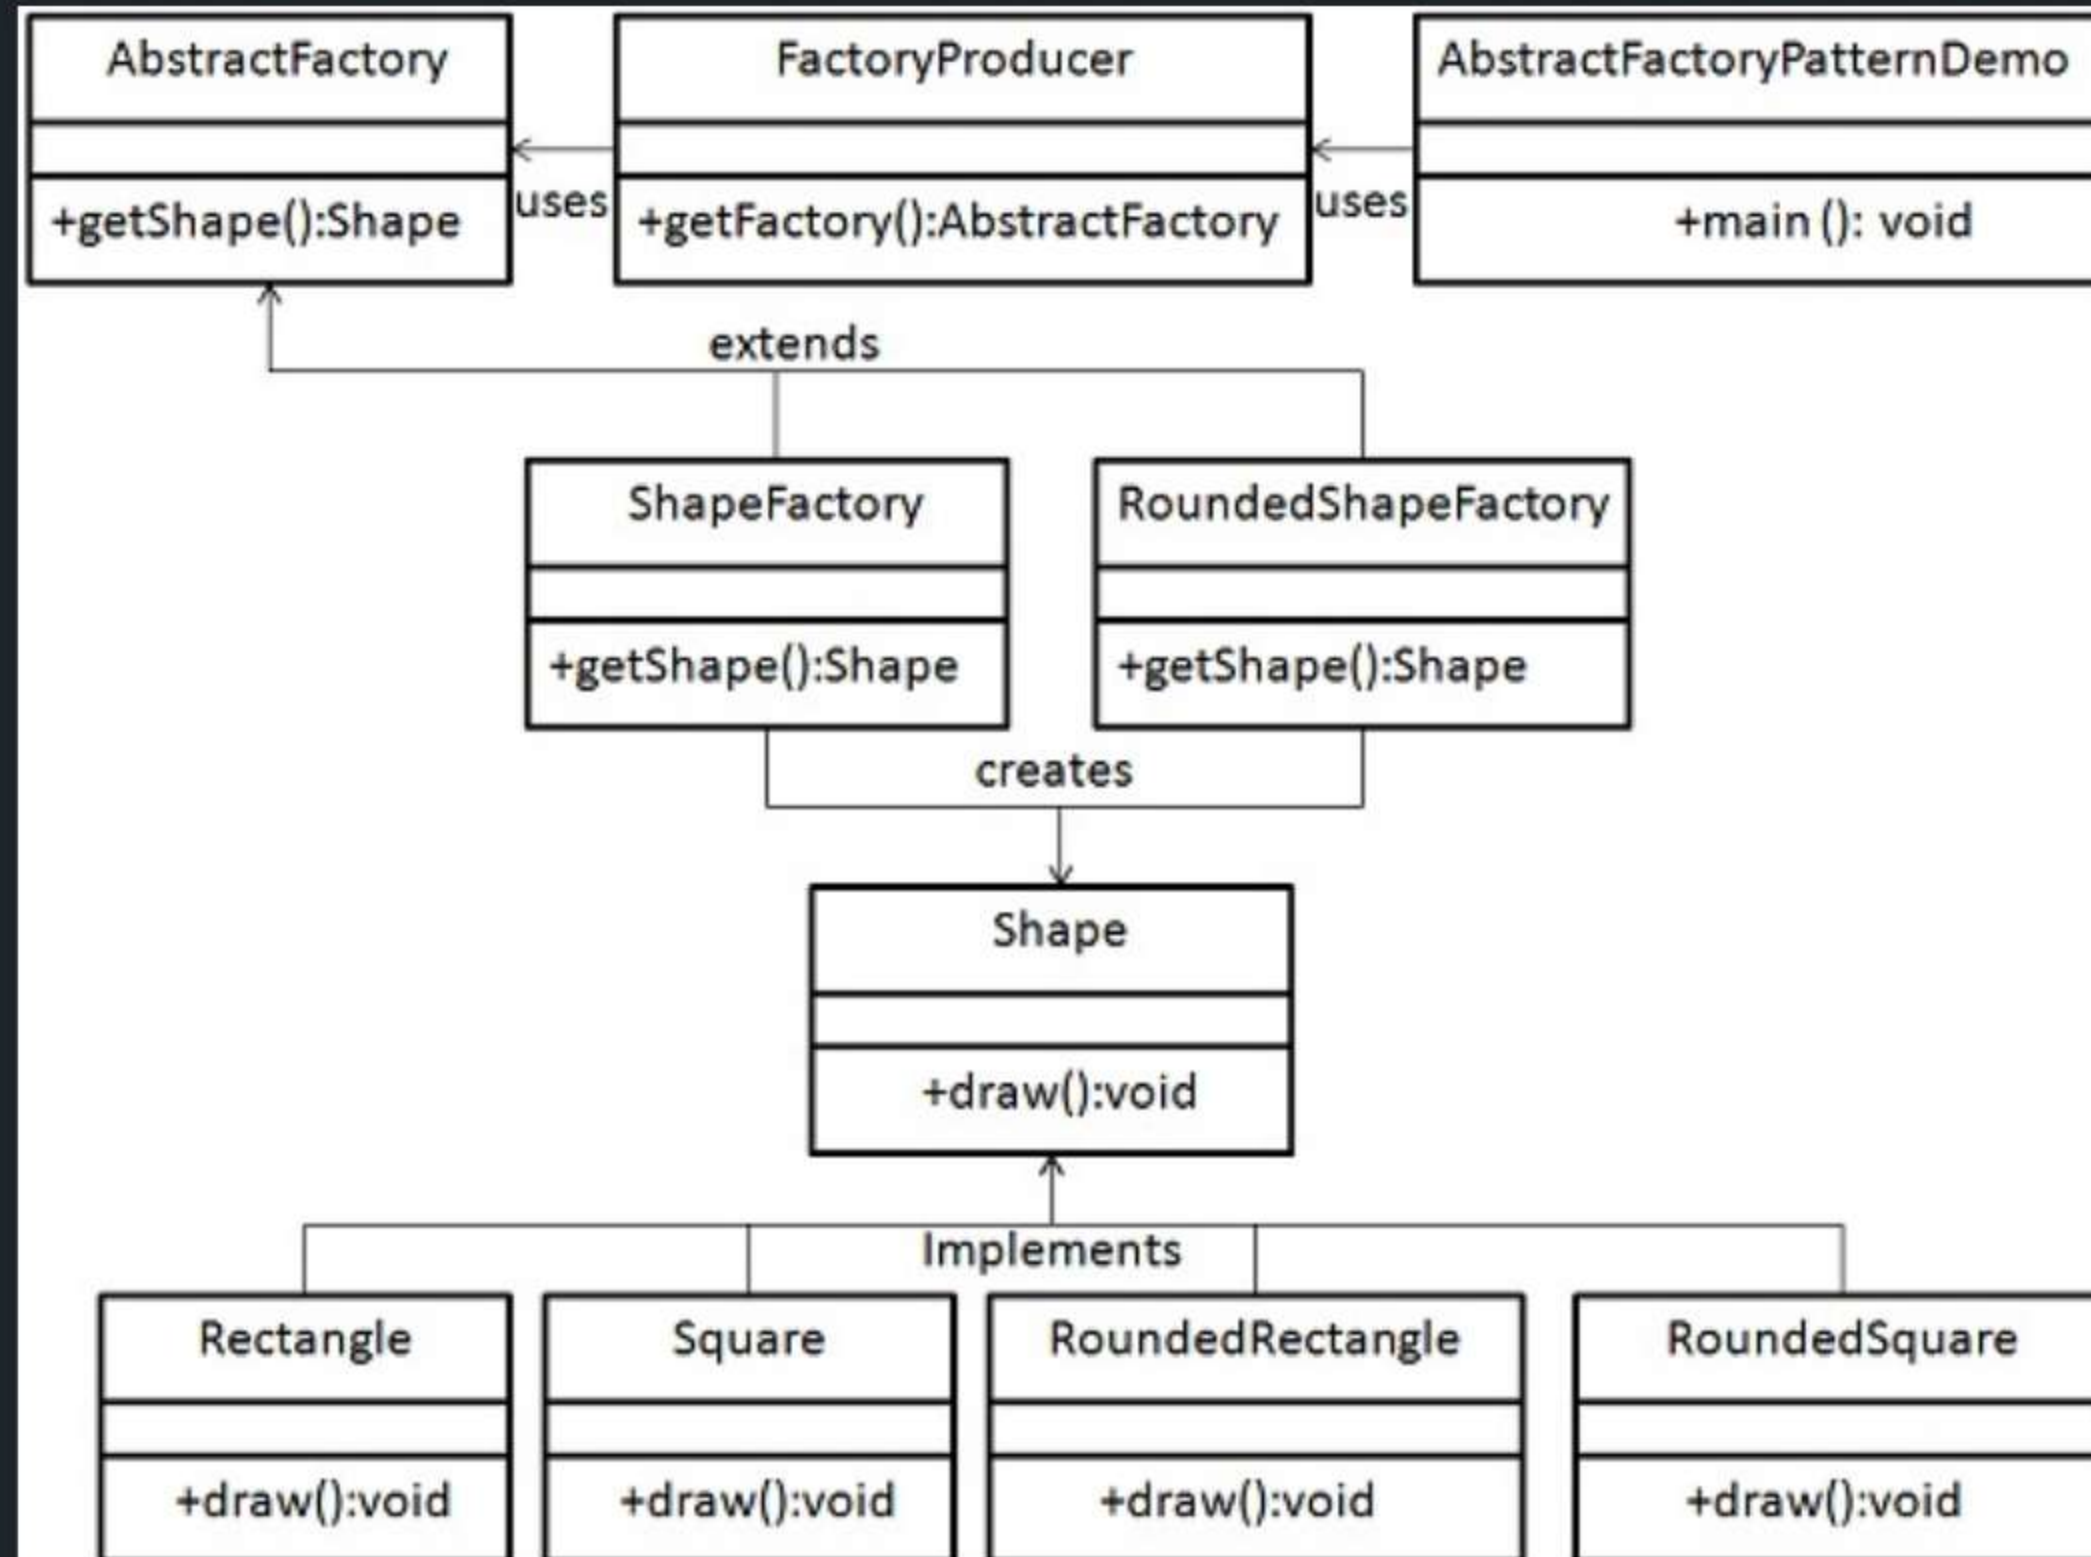 AbstractFactory
+getShape():Shape
uses
FactoryProducer
+getFactory():AbstractFactory
uses
AbstractFactoryPatternDemo
+main (): void
extends
ShapeFactory
+getShape():Shape
RoundedShapeFactory
+getShape():Shape
creates
Shape
+draw():void
Implements
Rectangle
+draw():void
Square
+draw():void
RoundedRectangle
+draw():void
RoundedSquare
+draw():void